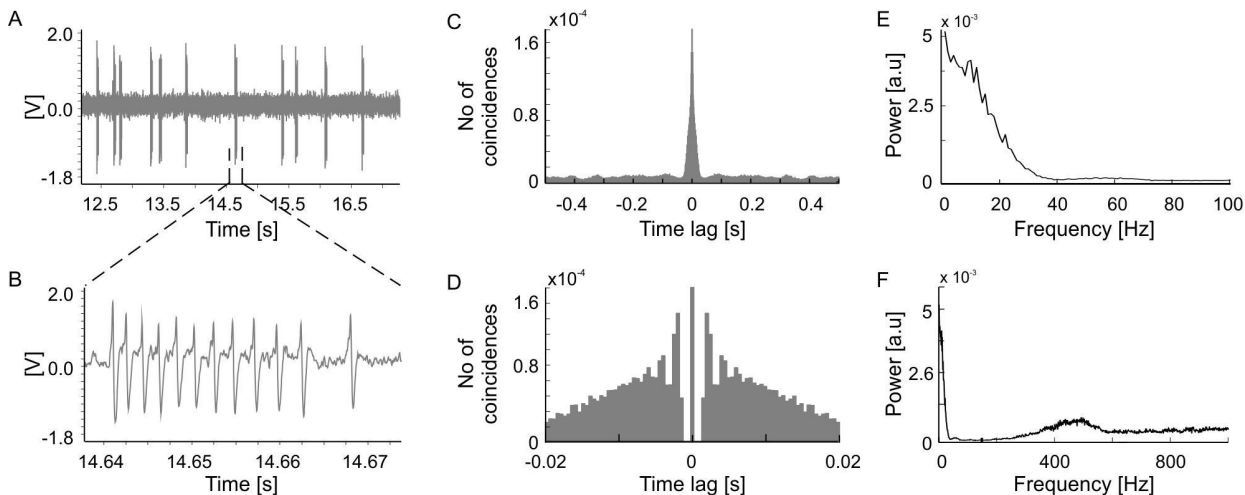 A
2.0
[V]
0.0
-1.8
12.5 13.5 14.5 15.5 16.5
Time [s]
B
2.0
[V]
0.0
-1.8
14.64 14.65 14.66 14.67
Time [s]
C
x10⁻⁴
1.6
No of
coincidences
0.8
0
-0.4 -0.2 0 0.2 0.4
Time lag [s]
D
x10⁻⁴
1.6
No of
coincidences
0.8
0
-0.02 0 0.02
Time lag [s]
E
x 10⁻³
5
Power [a.u]
2.5
0
0 20 40 60 80 100
Frequency [Hz]
F
x 10⁻³
5
Power [a.u]
2.6
0
0 400 800
Frequency [Hz]